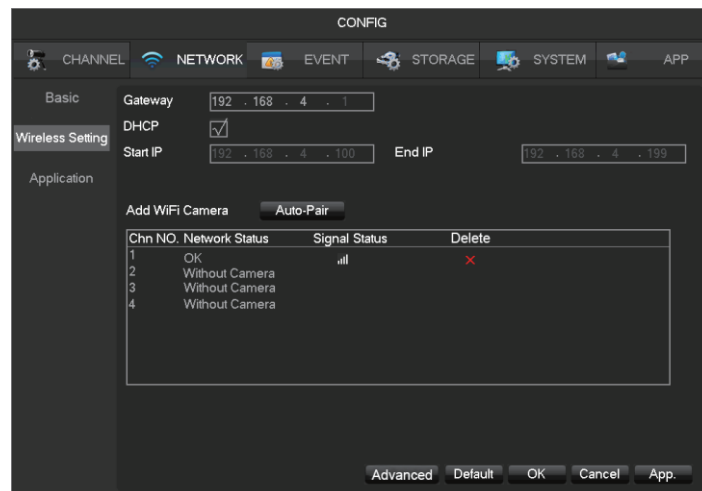 CONFIG
CHANNEL NETWORK EVENT STORAGE SYSTEM APP
Basic
Wireless Setting
Application
Gateway 192 . 168 . 4 . 1
DHCP
Start IP 192 . 168 . 4 . 100 End IP 192 . 168 . 4 . 199
Add WiFi Camera Auto-Pair
Chn NO. Network Status Signal Status Delete
1 OK
2 Without Camera
3 Without Camera
4 Without Camera
Advanced Default OK Cancel App.